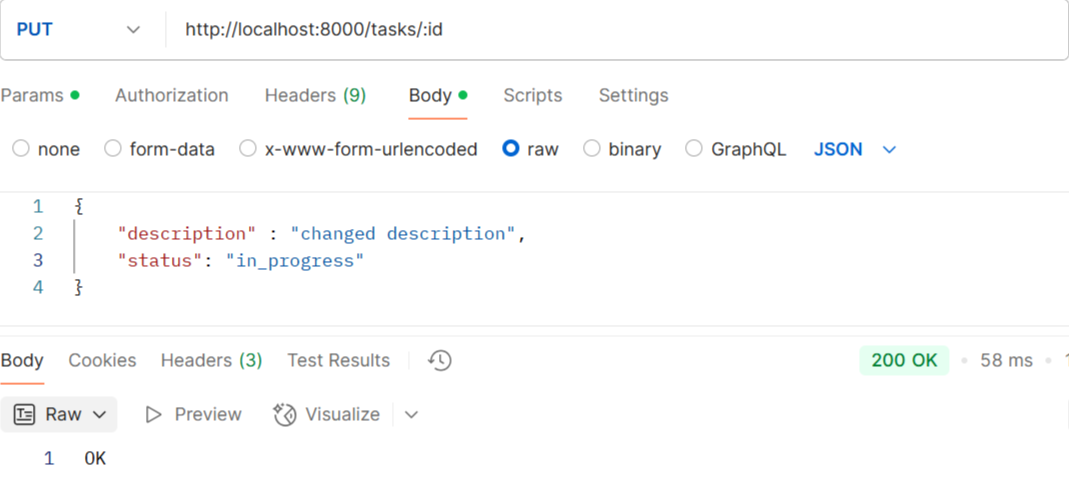 PUT http://localhost:8000/tasks/:id
Params Authorization Headers (9) Body Scripts Settings
none form-data x-www-form-urlencoded raw binary GraphQL JSON
1 {
2 "description" : "changed description",
3 "status": "in_progress"
4 }
Body Cookies Headers (3) Test Results 200 OK • 58 ms •
Raw Preview Visualize
1 OK